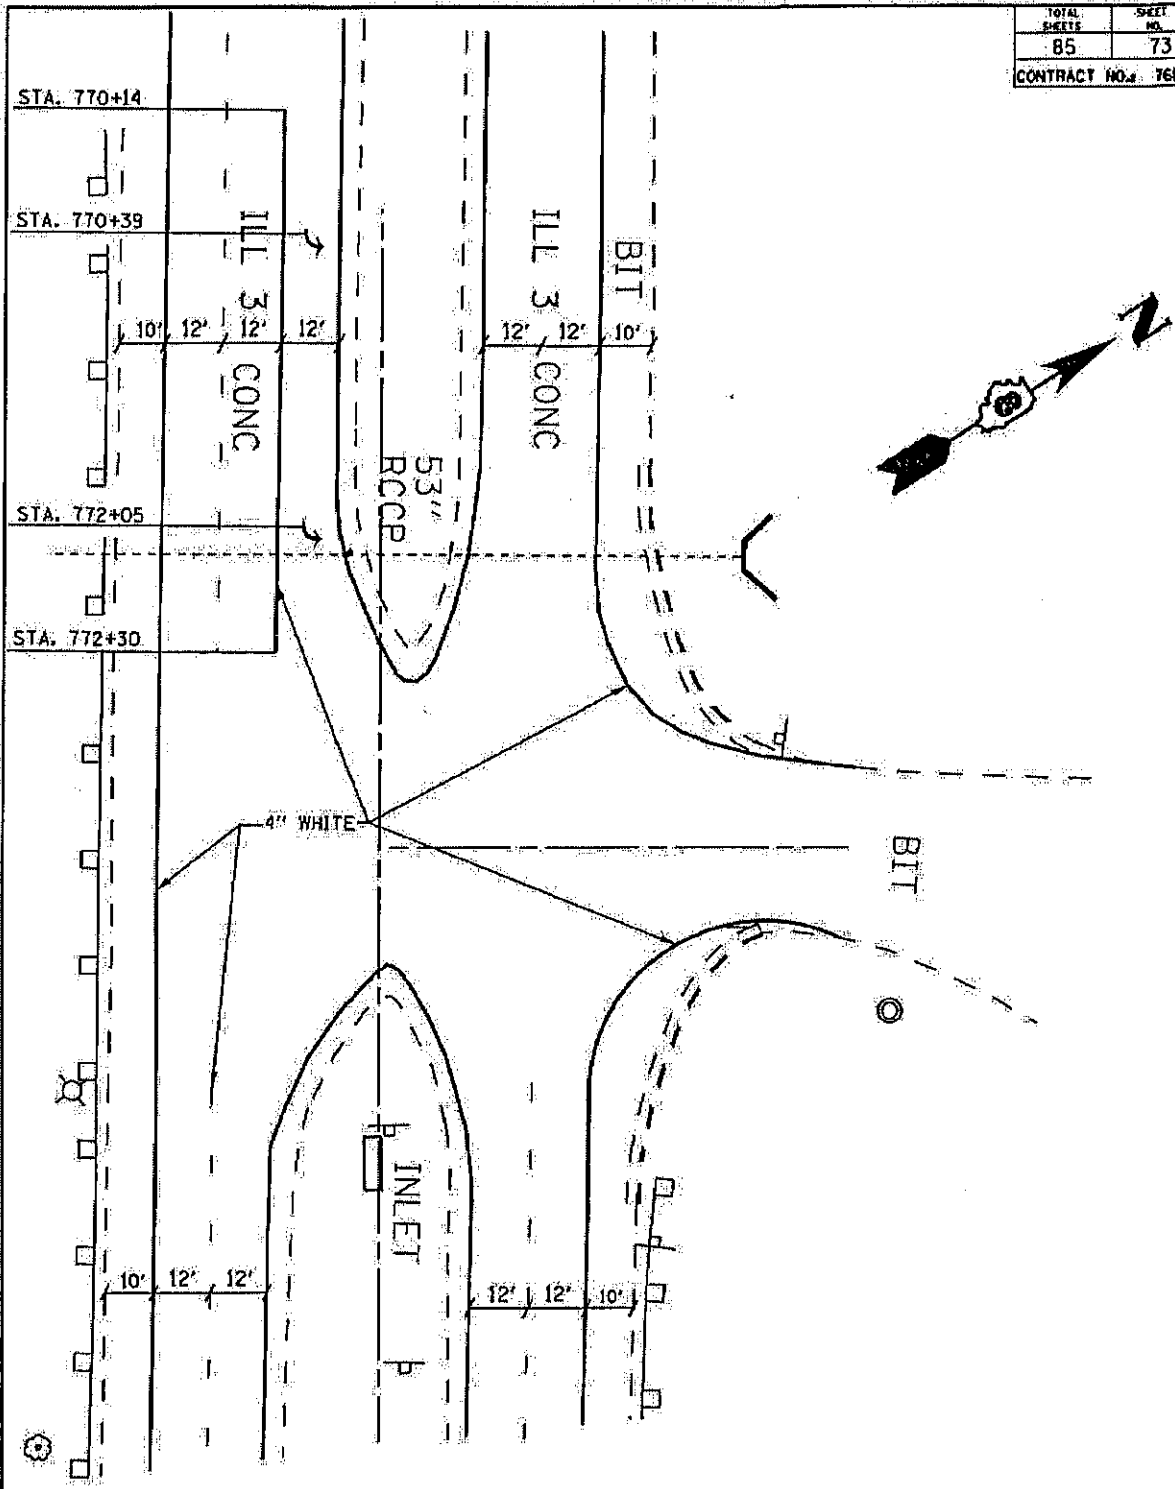 TOTAL SHEETS
SHEET NO.
85
73
CONTRACT NO.:
STA. 770+14
STA. 770+39
ILL 3
ILL 3
BIT
10' 12' 12' 12'
12' 12' 10'
CONC
CONC
N
53"
RCCP
STA. 772+05
STA. 772+30
4" WHITE
BIT
INLET
10' 12' 12'
12' 12' 10'